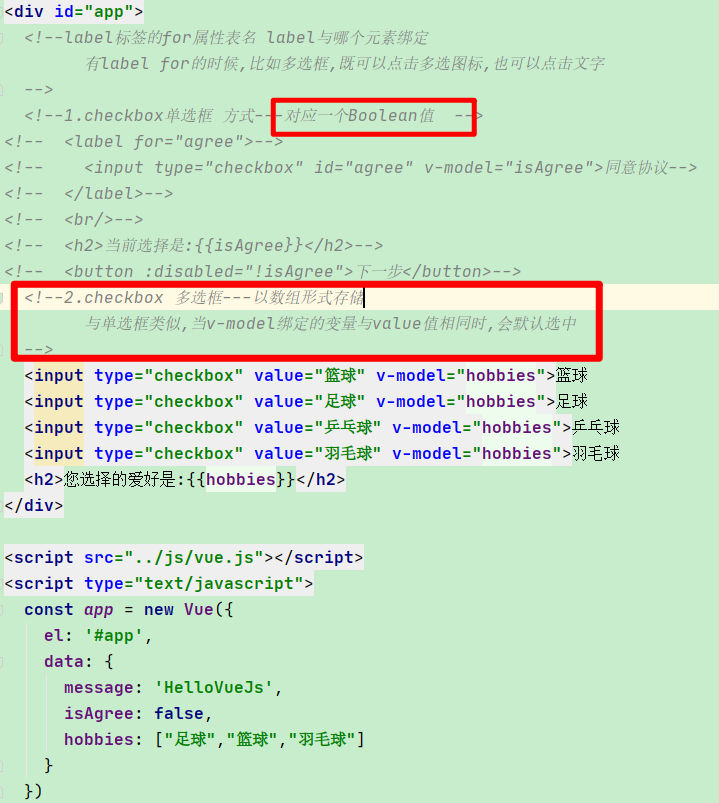 <div id="app">
<!--label标签的for属性表名 label与哪个元素绑定
有label for的时候,比如多选框,既可以点击多选图标,也可以点击文字
-->
<!--1.checkbox单选框 方式---对应一个Boolean值  -->
<!--  <label for="agree">-->
<!--    <input type="checkbox" id="agree" v-model="isAgree">同意协议-->
<!--  </label>-->
<!--  <br/>-->
<!--  <h2>当前选择是:{{isAgree}}</h2>-->
<!--  <button :disabled="!isAgree">下一步</button>-->
<!--2.checkbox 多选框---以数组形式存储
与单选框类似,当v-model绑定的变量与value值相同时,会默认选中
-->
<input type="checkbox" value="篮球" v-model="hobbies">篮球
<input type="checkbox" value="足球" v-model="hobbies">足球
<input type="checkbox" value="乒乓球" v-model="hobbies">乒乓球
<input type="checkbox" value="羽毛球" v-model="hobbies">羽毛球
<h2>您选择的爱好是:{{hobbies}}</h2>
</div>
<script src="../js/vue.js"></script>
<script type="text/javascript">
const app = new Vue({
el: '#app',
data: {
message: 'HelloVueJs',
isAgree: false,
hobbies: ["足球","篮球","羽毛球"]
}
})